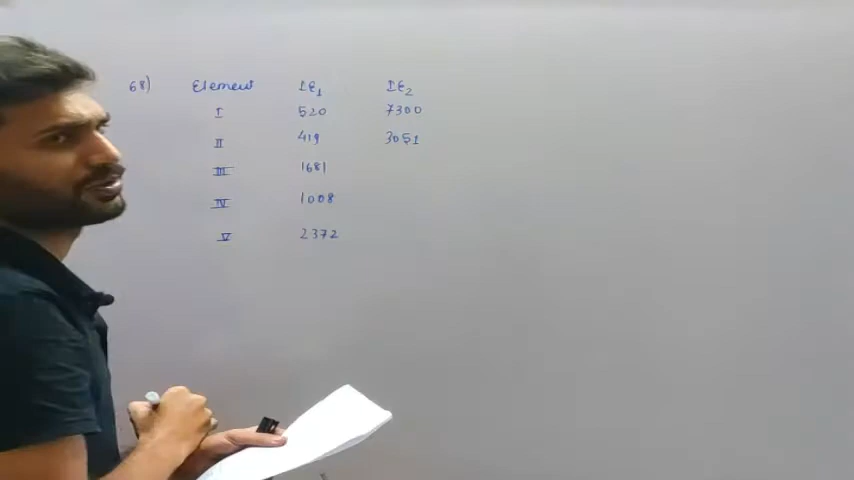 68) Element IE1 IE2
I 520 7300
II 419 3051
III 1681
IV 1008
V 2372